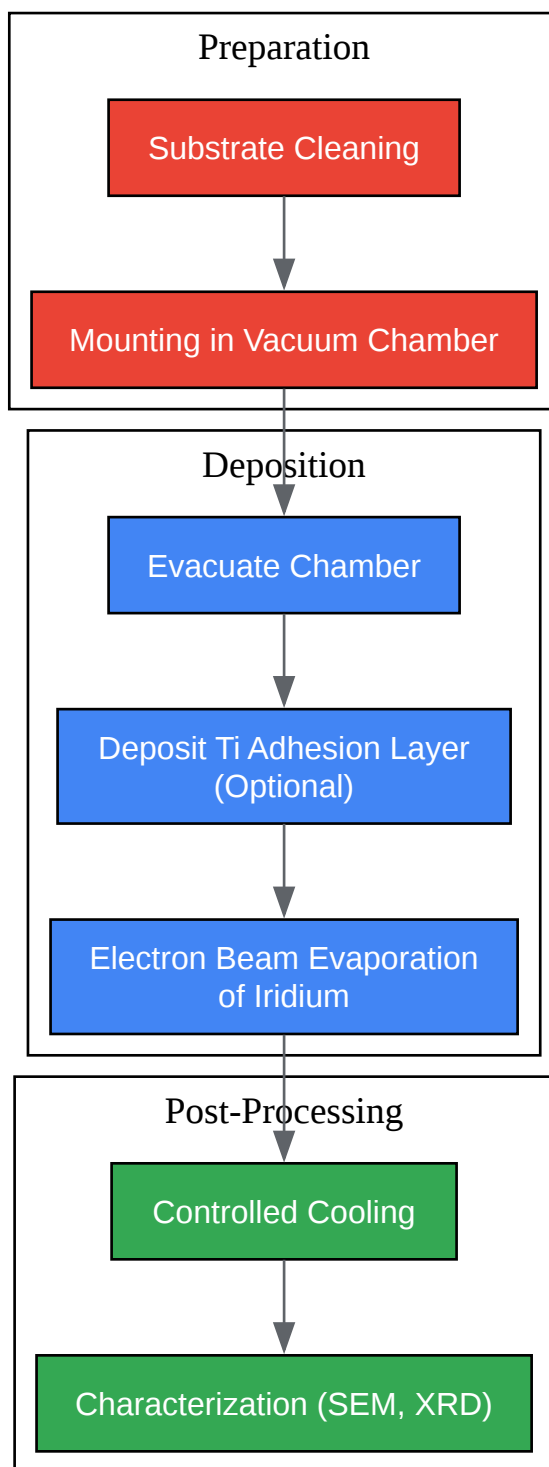 Preparation
Substrate Cleaning
Mounting in Vacuum Chamber
Deposition
Evacuate Chamber
Deposit Ti Adhesion Layer
(Optional)
Electron Beam Evaporation
of Iridium
Post-Processing
Controlled Cooling
Characterization (SEM, XRD)